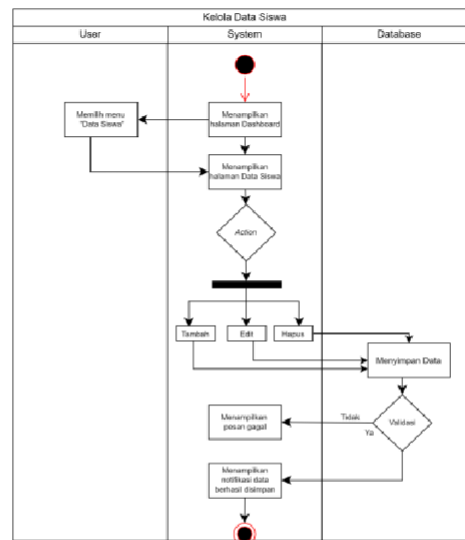 Kelola Data Siswa
User
System
Database
Menampilkan
halaman Dashboard
Memilih menu
"Data Siswa"
Menampilkan
halaman Data Siswa
Action
Tambah
Edit
Hapus
Menyimpan Data
Validasi
Tidak
Ya
Menampilkan
pesan gagal
Menampilkan
notifikasi data
berhasil disimpan